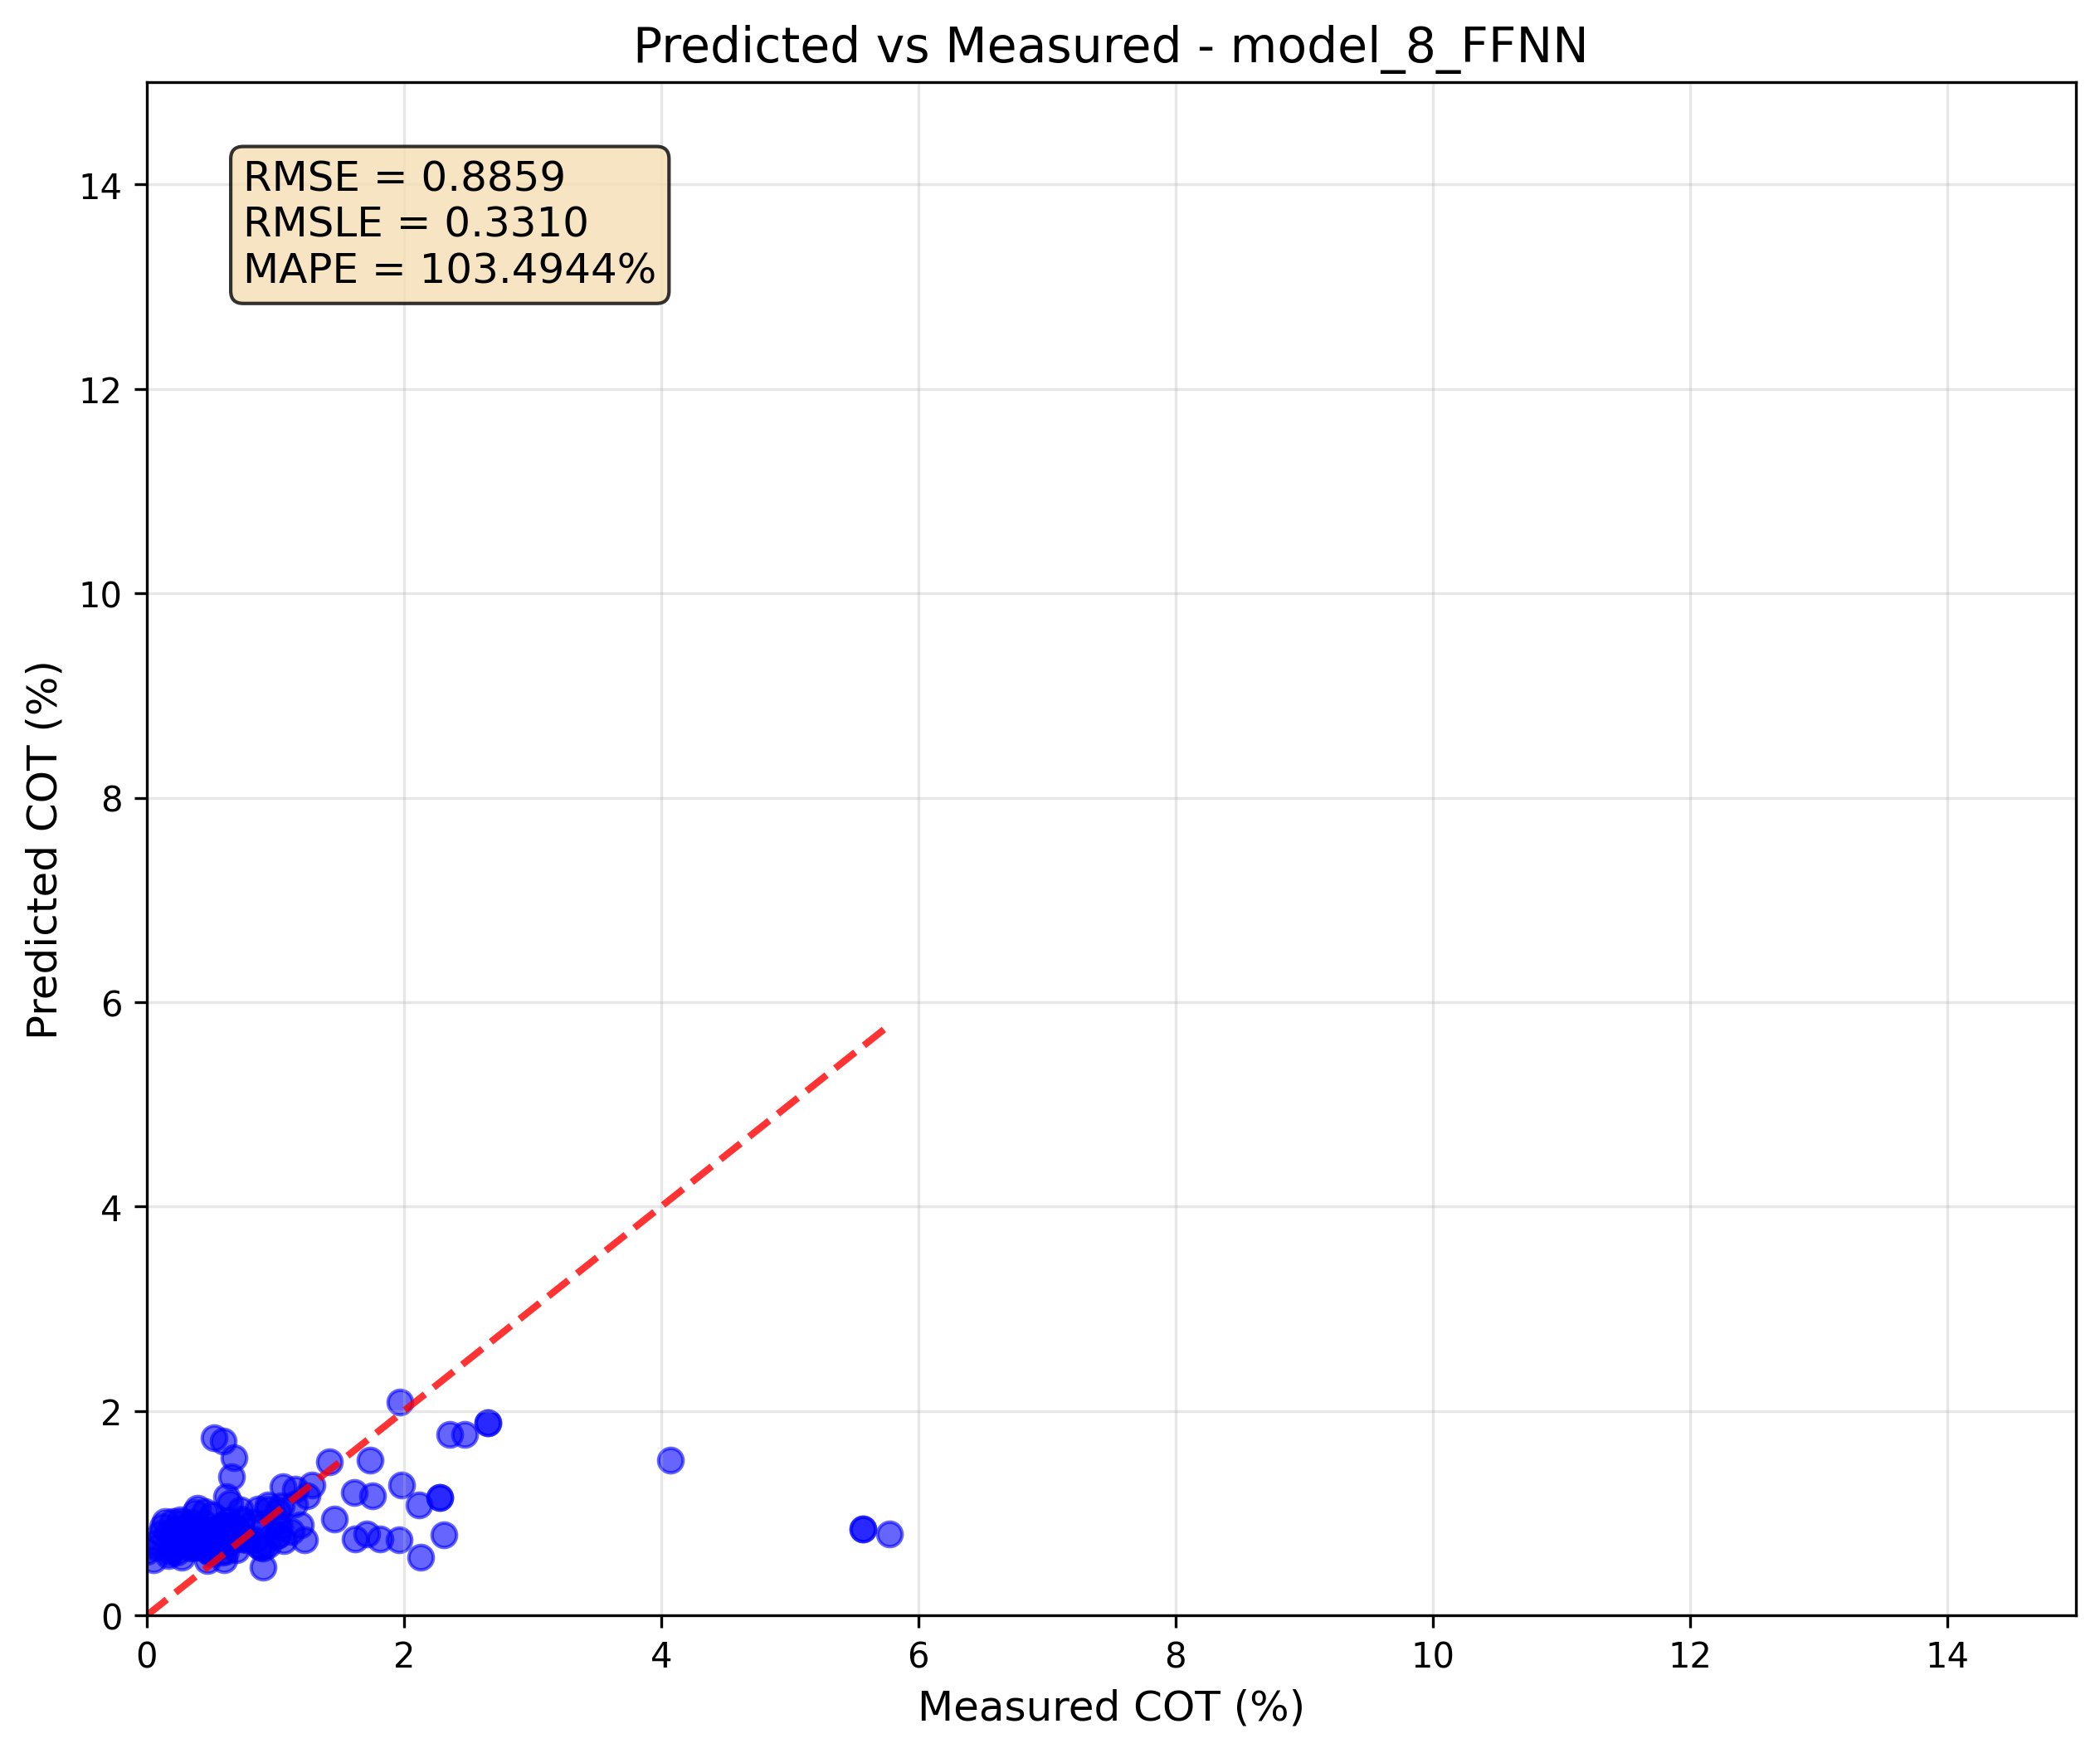 Predicted vs Measured - model_8_FFNN
RMSE = 0.8859
RMSLE = 0.3310
MAPE = 103.4944%
14
12
10
8
6
4
2
0
Predicted COT (%)
0 2 4 6 8 10 12 14
Measured COT (%)